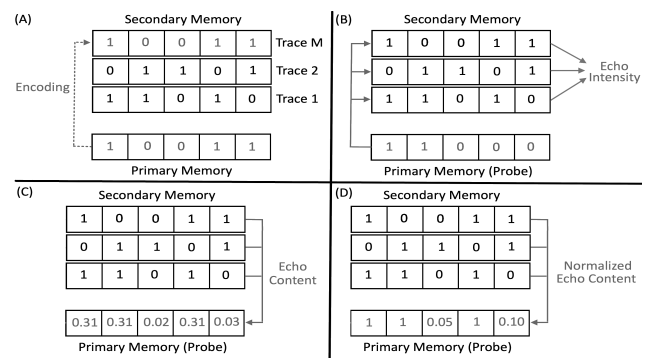 (A)
Secondary Memory
1 0 0 1 1 Trace M
0 1 1 0 1 Trace 2
1 1 0 1 0 Trace 1
Encoding
1 0 0 1 1
Primary Memory
(B)
Secondary Memory
1 0 0 1 1
0 1 1 0 1
1 1 0 1 0
Echo
Intensity
1 1 0 0 0
Primary Memory (Probe)
(C)
Secondary Memory
1 0 0 1 1
0 1 1 0 1
1 1 0 1 0
Echo
Content
0.31 0.31 0.02 0.31 0.03
Primary Memory (Probe)
(D)
Secondary Memory
1 0 0 1 1
0 1 1 0 1
1 1 0 1 0
Normalized
Echo Content
1 1 0.05 1 0.10
Primary Memory (Probe)